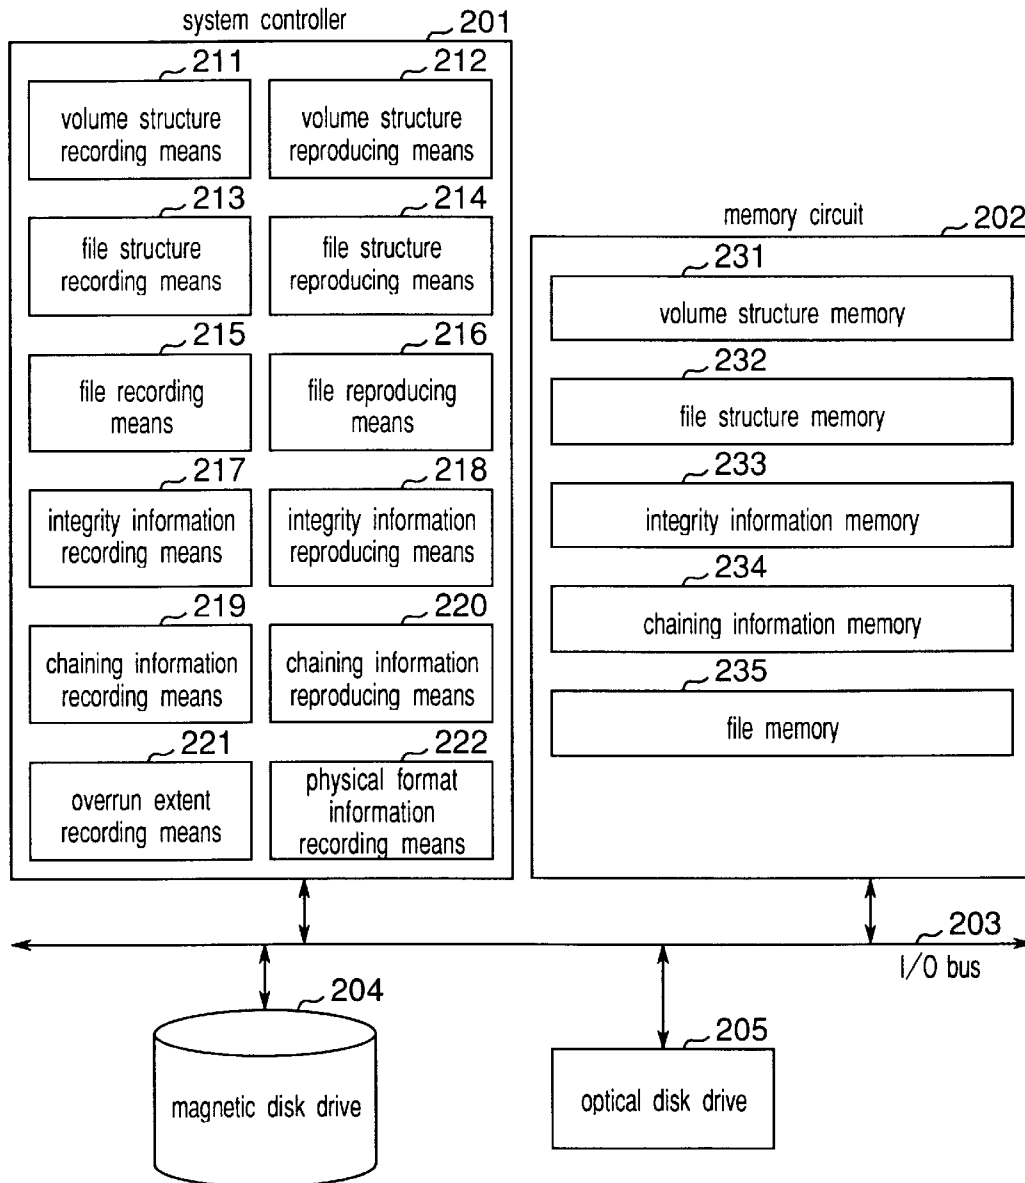 system controller
201
211
volume structure
recording means
212
volume structure
reproducing means
213
file structure
recording means
214
file structure
reproducing means
215
file recording
means
216
file reproducing
means
217
integrity information
recording means
218
integrity information
reproducing means
219
chaining information
recording means
220
chaining information
reproducing means
221
overrun extent
recording means
222
physical format
information
recording means
memory circuit
202
231
volume structure memory
232
file structure memory
233
integrity information memory
234
chaining information memory
235
file memory
203
I/O bus
204
magnetic disk drive
205
optical disk drive